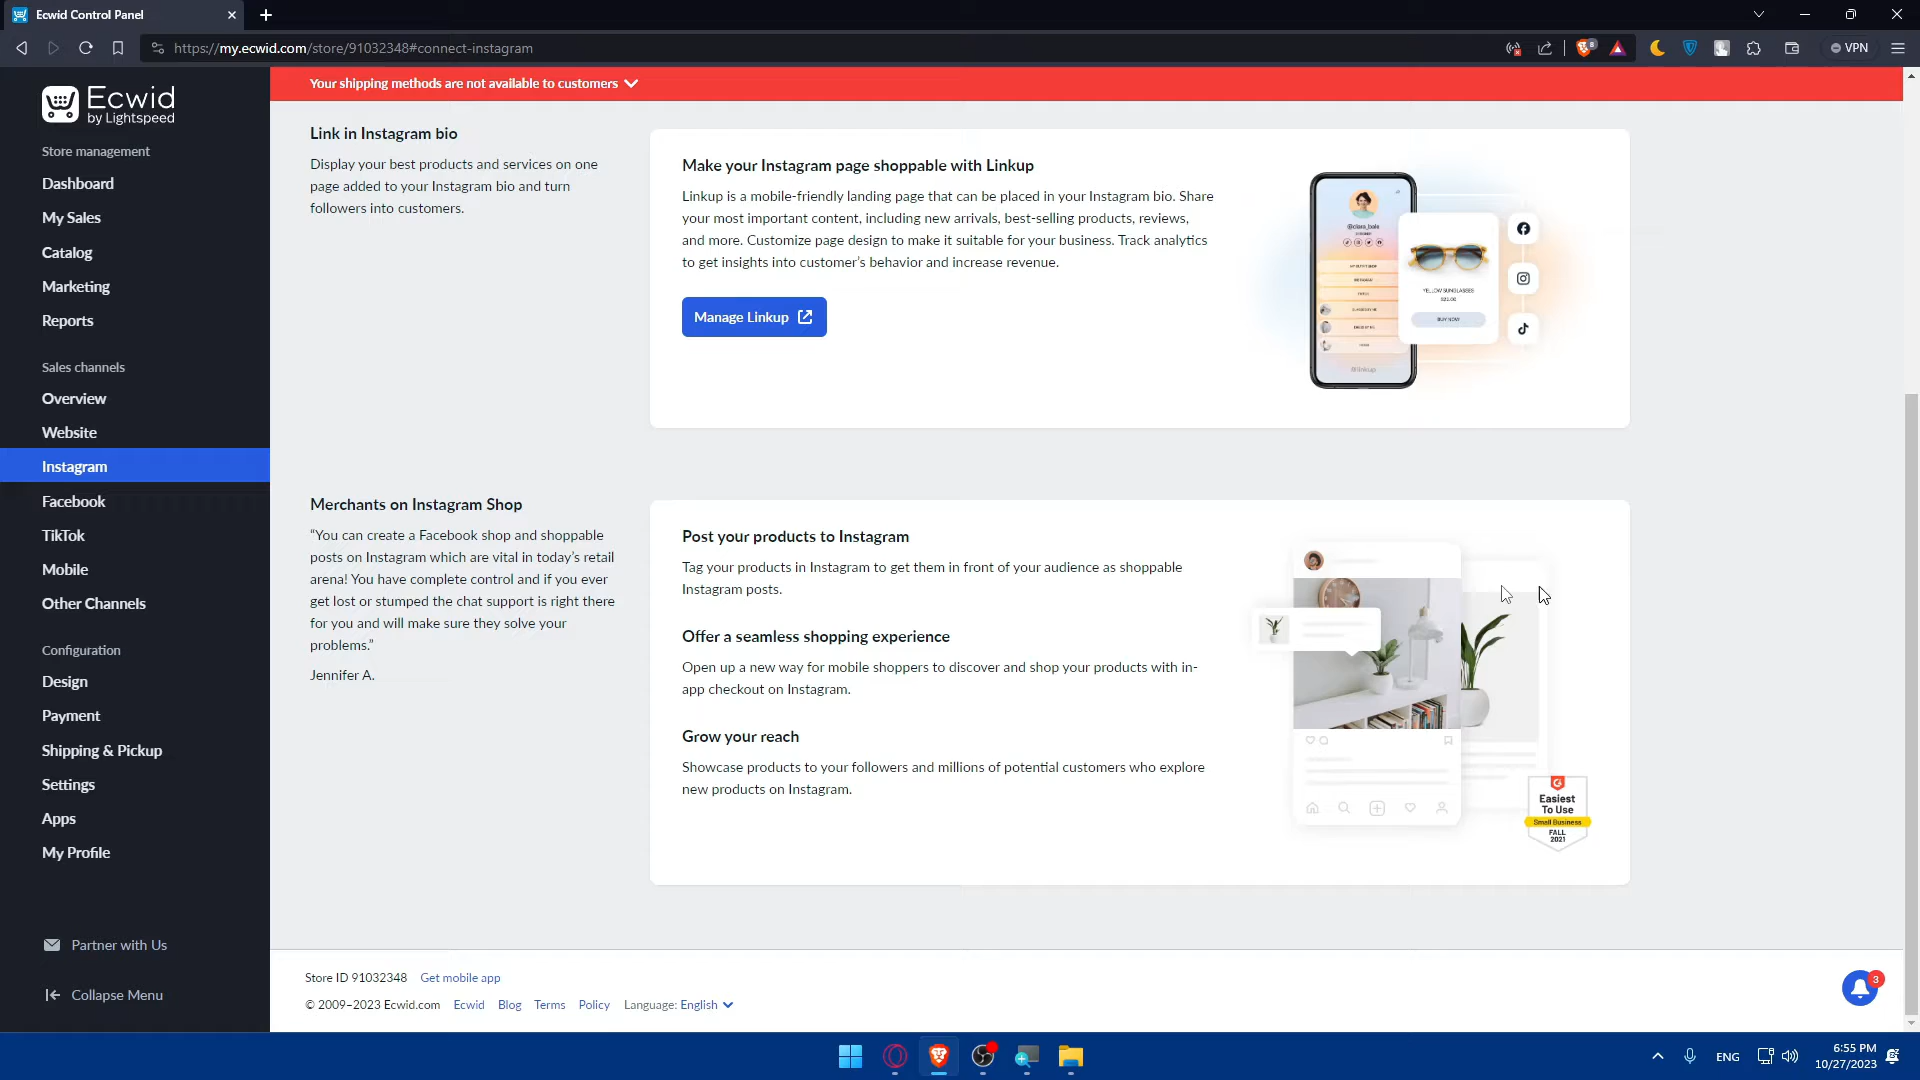 Ecwid Control Panel
https://my.ecwid.com/store/91032348#connect-instagram
8
VPN
Ecwid
by Lightspeed
Store management
Dashboard
My Sales
Catalog
Marketing
Reports
Sales channels
Overview
Website
Instagram
Facebook
TikTok
Mobile
Other Channels
Configuration
Design
Payment
Shipping & Pickup
Settings
Apps
My Profile
Partner with Us
Collapse Menu
Your shipping methods are not available to customers
Link in Instagram bio
Display your best products and services on one
page added to your Instagram bio and turn
followers into customers.
Make your Instagram page shoppable with Linkup
Linkup is a mobile-friendly landing page that can be placed in your Instagram bio. Share
your most important content, including new arrivals, best-selling products, reviews,
and more. Customize page design to make it suitable for your business. Track analytics
to get insights into customer’s behavior and increase revenue.
Manage Linkup
YELLOW SUNGLASSES
BUY NOW
linkup
Merchants on Instagram Shop
“You can create a Facebook shop and shoppable
posts on Instagram which are vital in today’s retail
arena! You have complete control and if you ever
get lost or stumped the chat support is right there
for you and will make sure they solve your
problems.”
Jennifer A.
Post your products to Instagram
Tag your products in Instagram to get them in front of your audience as shoppable
Instagram posts.
Offer a seamless shopping experience
Open up a new way for mobile shoppers to discover and shop your products with in-
app checkout on Instagram.
Grow your reach
Showcase products to your followers and millions of potential customers who explore
new products on Instagram.
Easiest
To Use
Small Business
FALL
2021
Store ID 91032348 Get mobile app
© 2009–2023 Ecwid.com Ecwid Blog Terms Policy Language: English
3
ENG
6:55 PM
10/27/2023